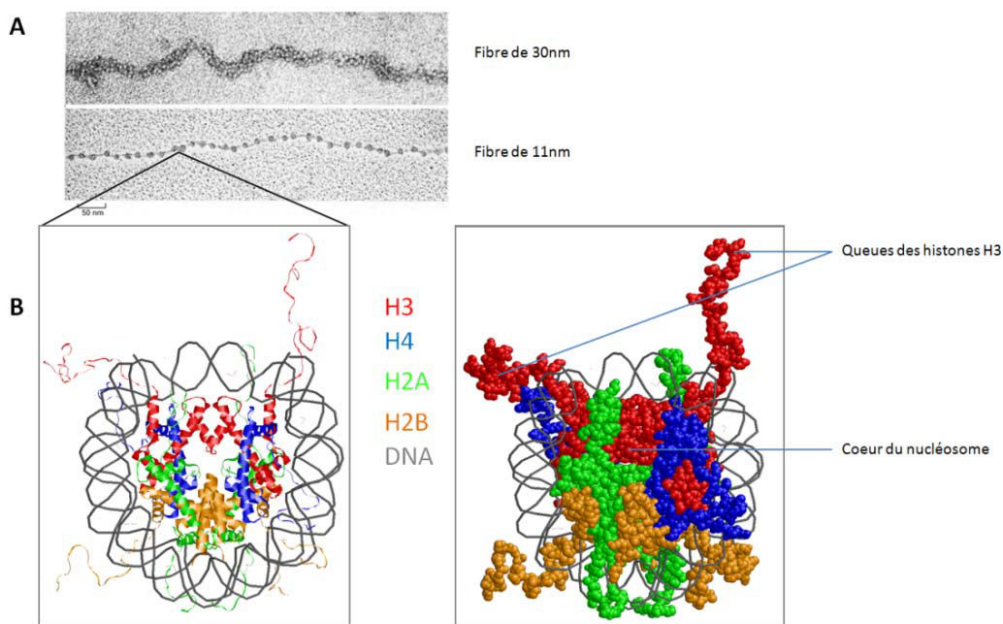 A
Fibre de 30nm
Fibre de 11nm
50 nm
B
H3
H4
H2A
H2B
DNA
Queues des histones H3
Coeur du nucléosome